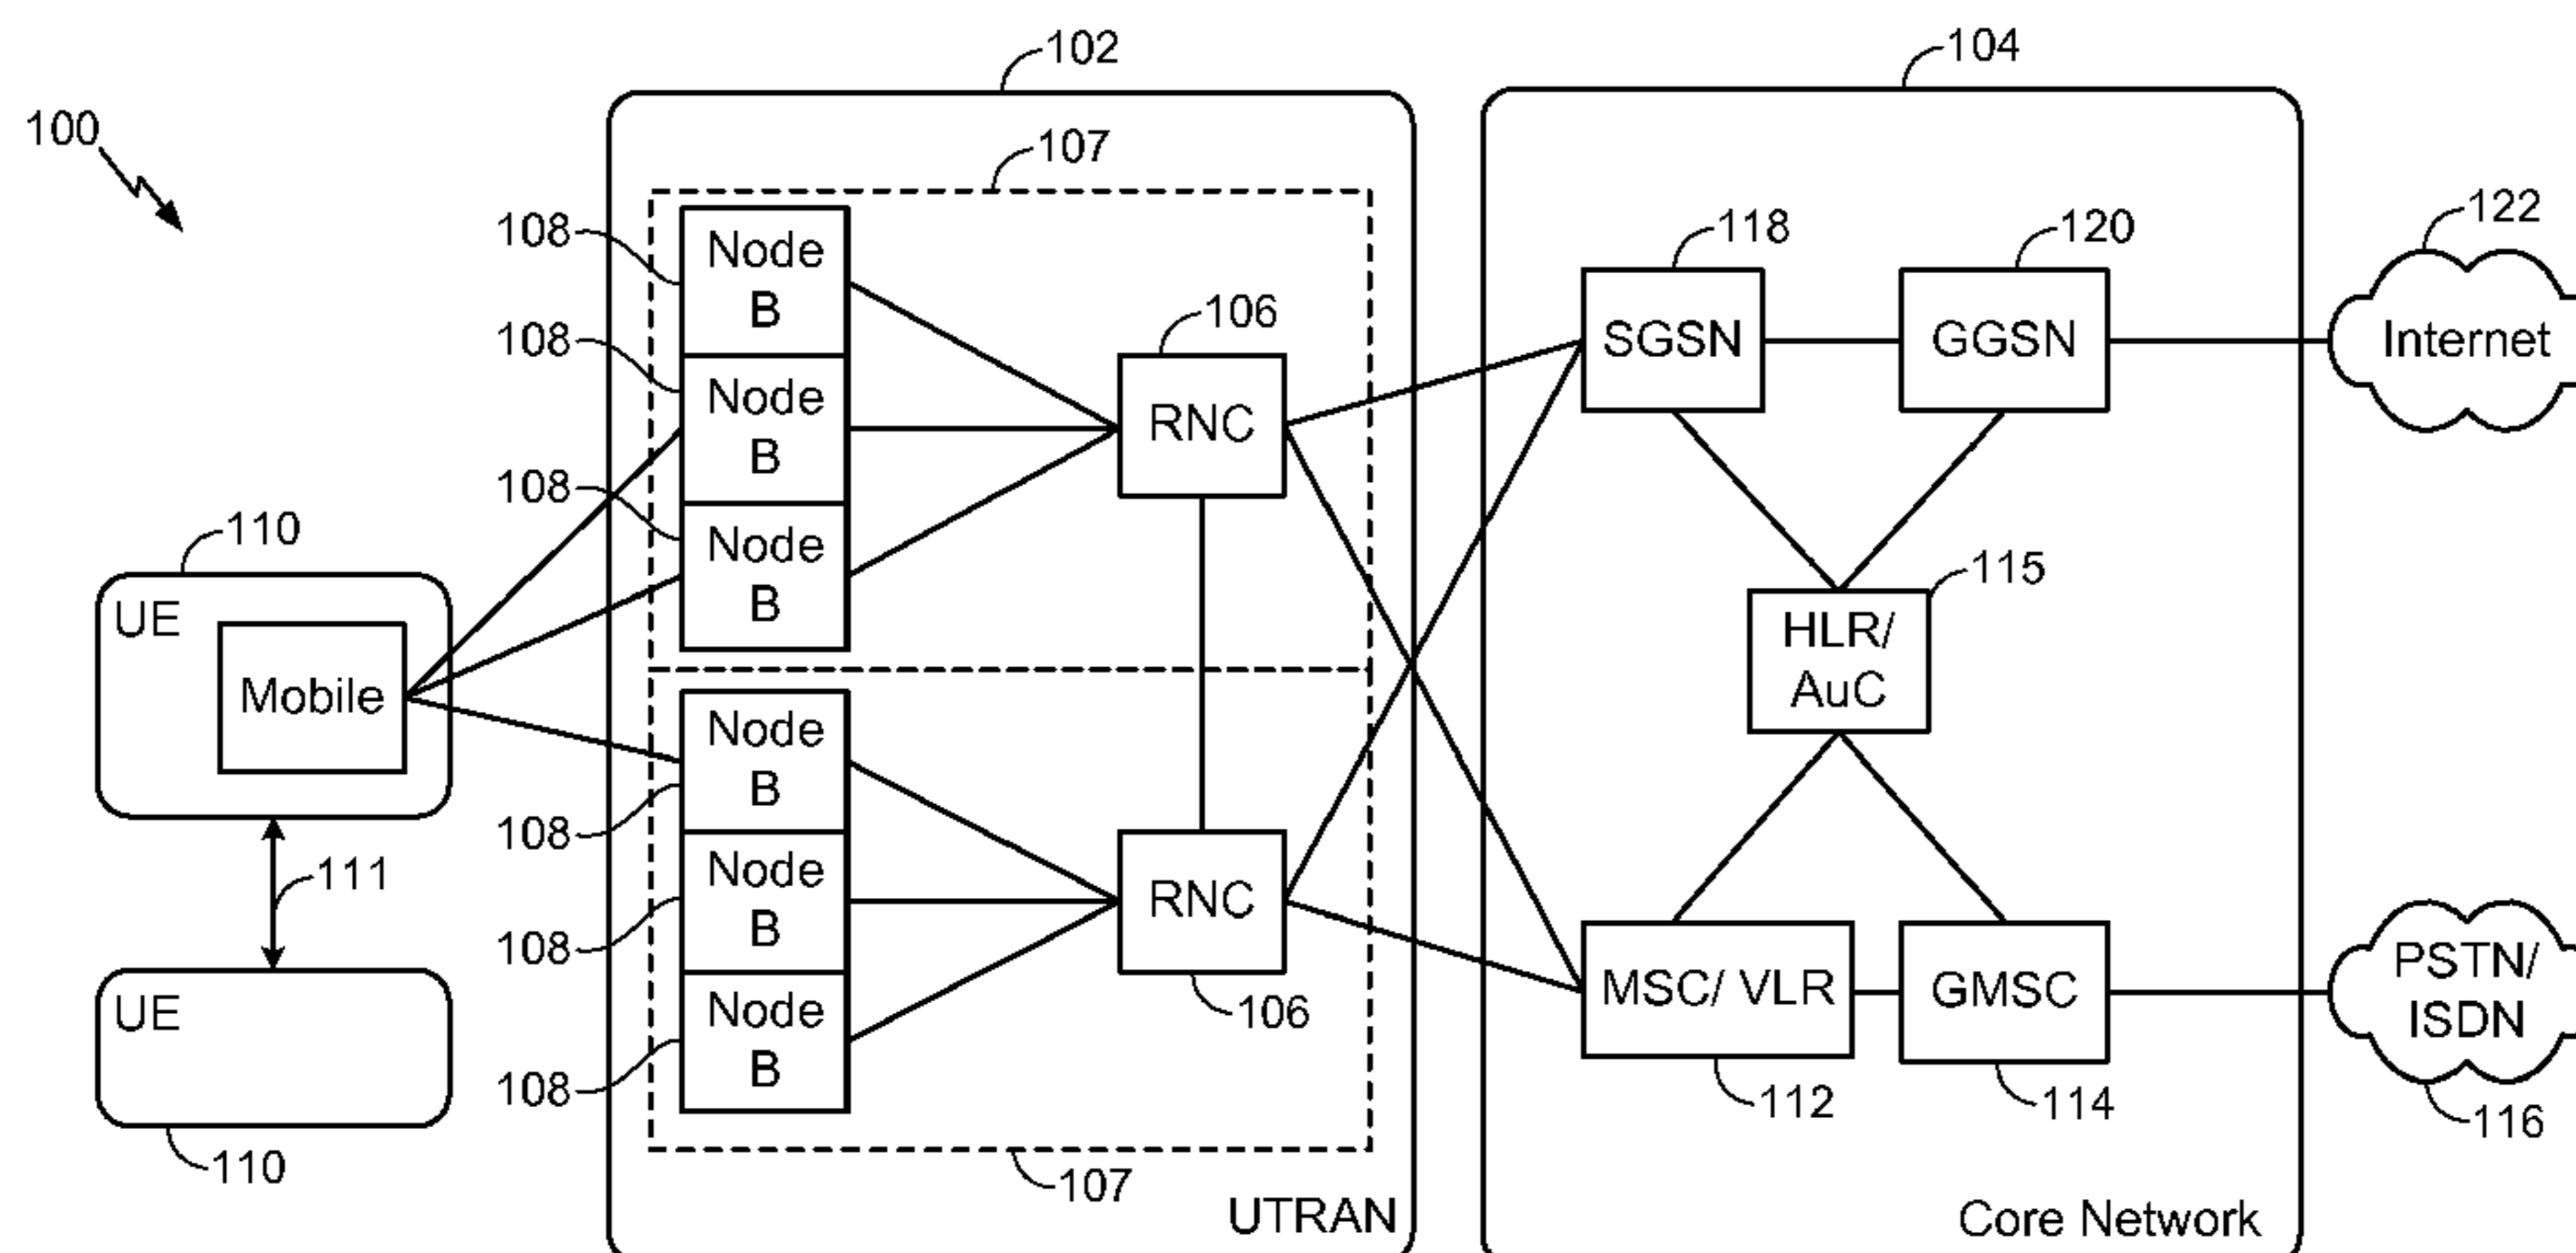 102
104
100
107
122
108
Node
B
118
120
106
108
SGSN
GGSN
Internet
Node
B
RNC
108
110
Node
B
115
UE
HLR/
AuC
Mobile
Node
B
108
111
Node
B
RNC
108
MSC/ VLR
GMSC
PSTN/
ISDN
UE
Node
B
106
108
112
114
116
110
107
UTRAN
Core Network